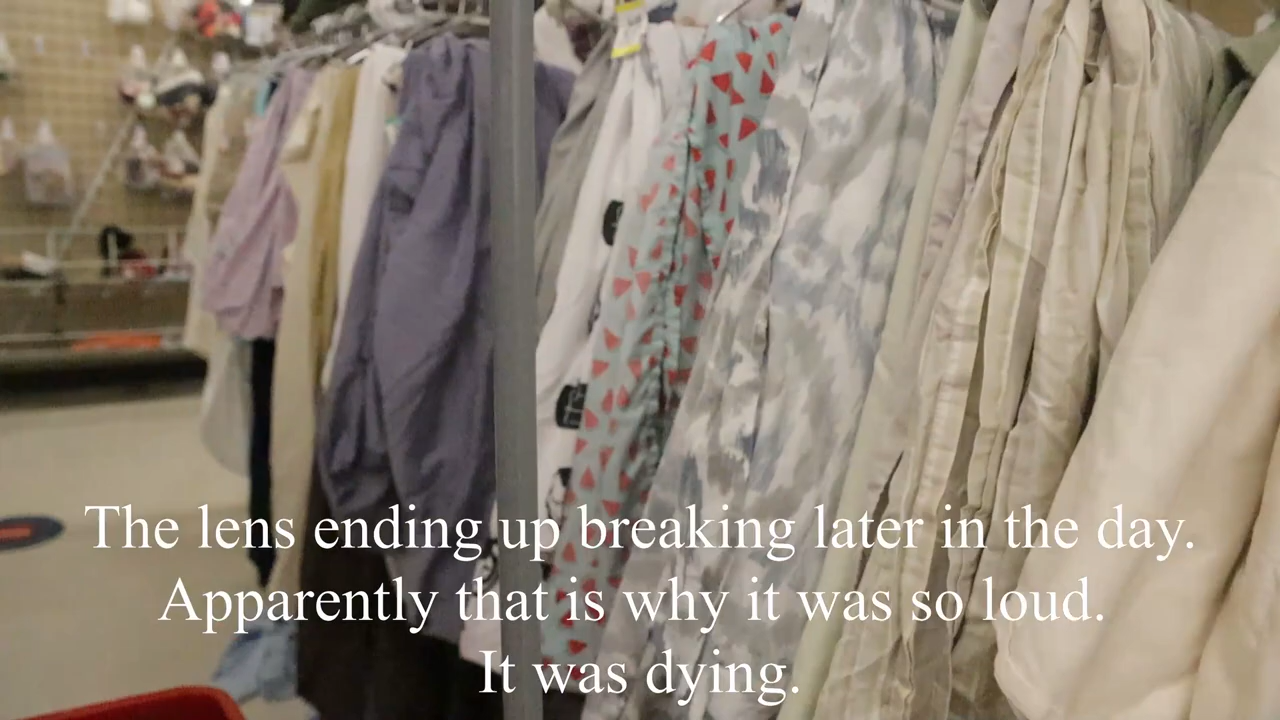 The lens ending up breaking later in the day.
Apparently that is why it was so loud.
It was dying.